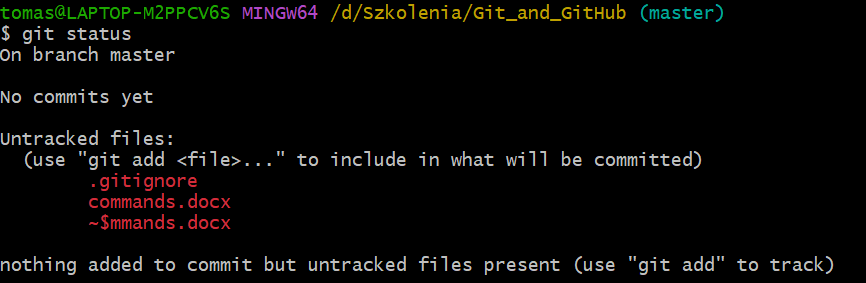 tomas@LAPTOP-M2PPCV6S MINGW64 /d/Szkolenia/Git_and_GitHub (master)
$ git status
On branch master
No commits yet
Untracked files:
(use "git add <file>..." to include in what will be committed)
.gitignore
commands.docx
~$mmands.docx
nothing added to commit but untracked files present (use "git add" to track)